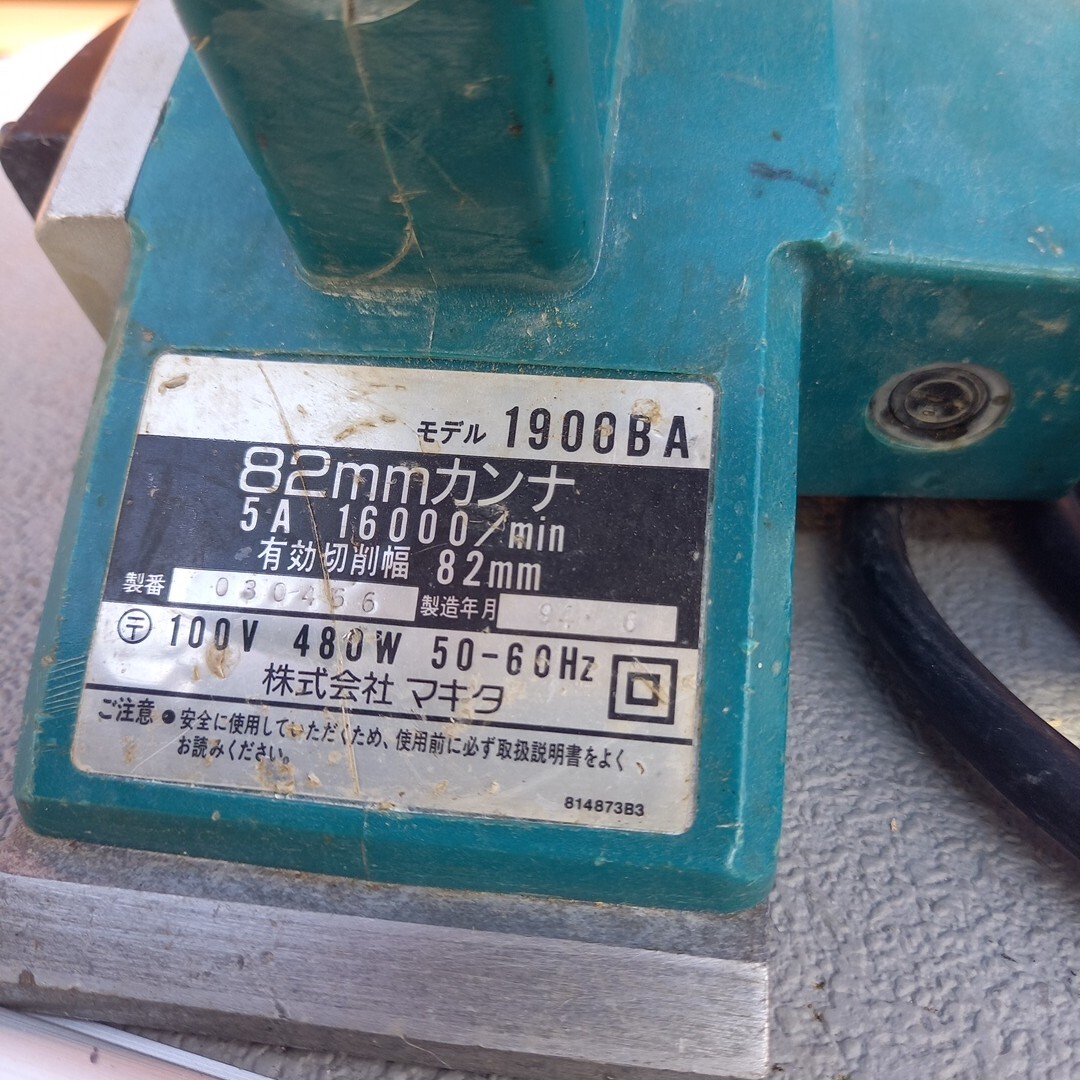 モデル 1900BA
82mmカンナ
5A 16000/min
有効切削幅 82mm
製番 030456 製造年月 92 6
〒 100V 480W 50-60Hz
株式会社 マキタ
ご注意 ●安全に使用していただくため、使用前に必ず取扱説明書をよく
お読みください。
814873B3